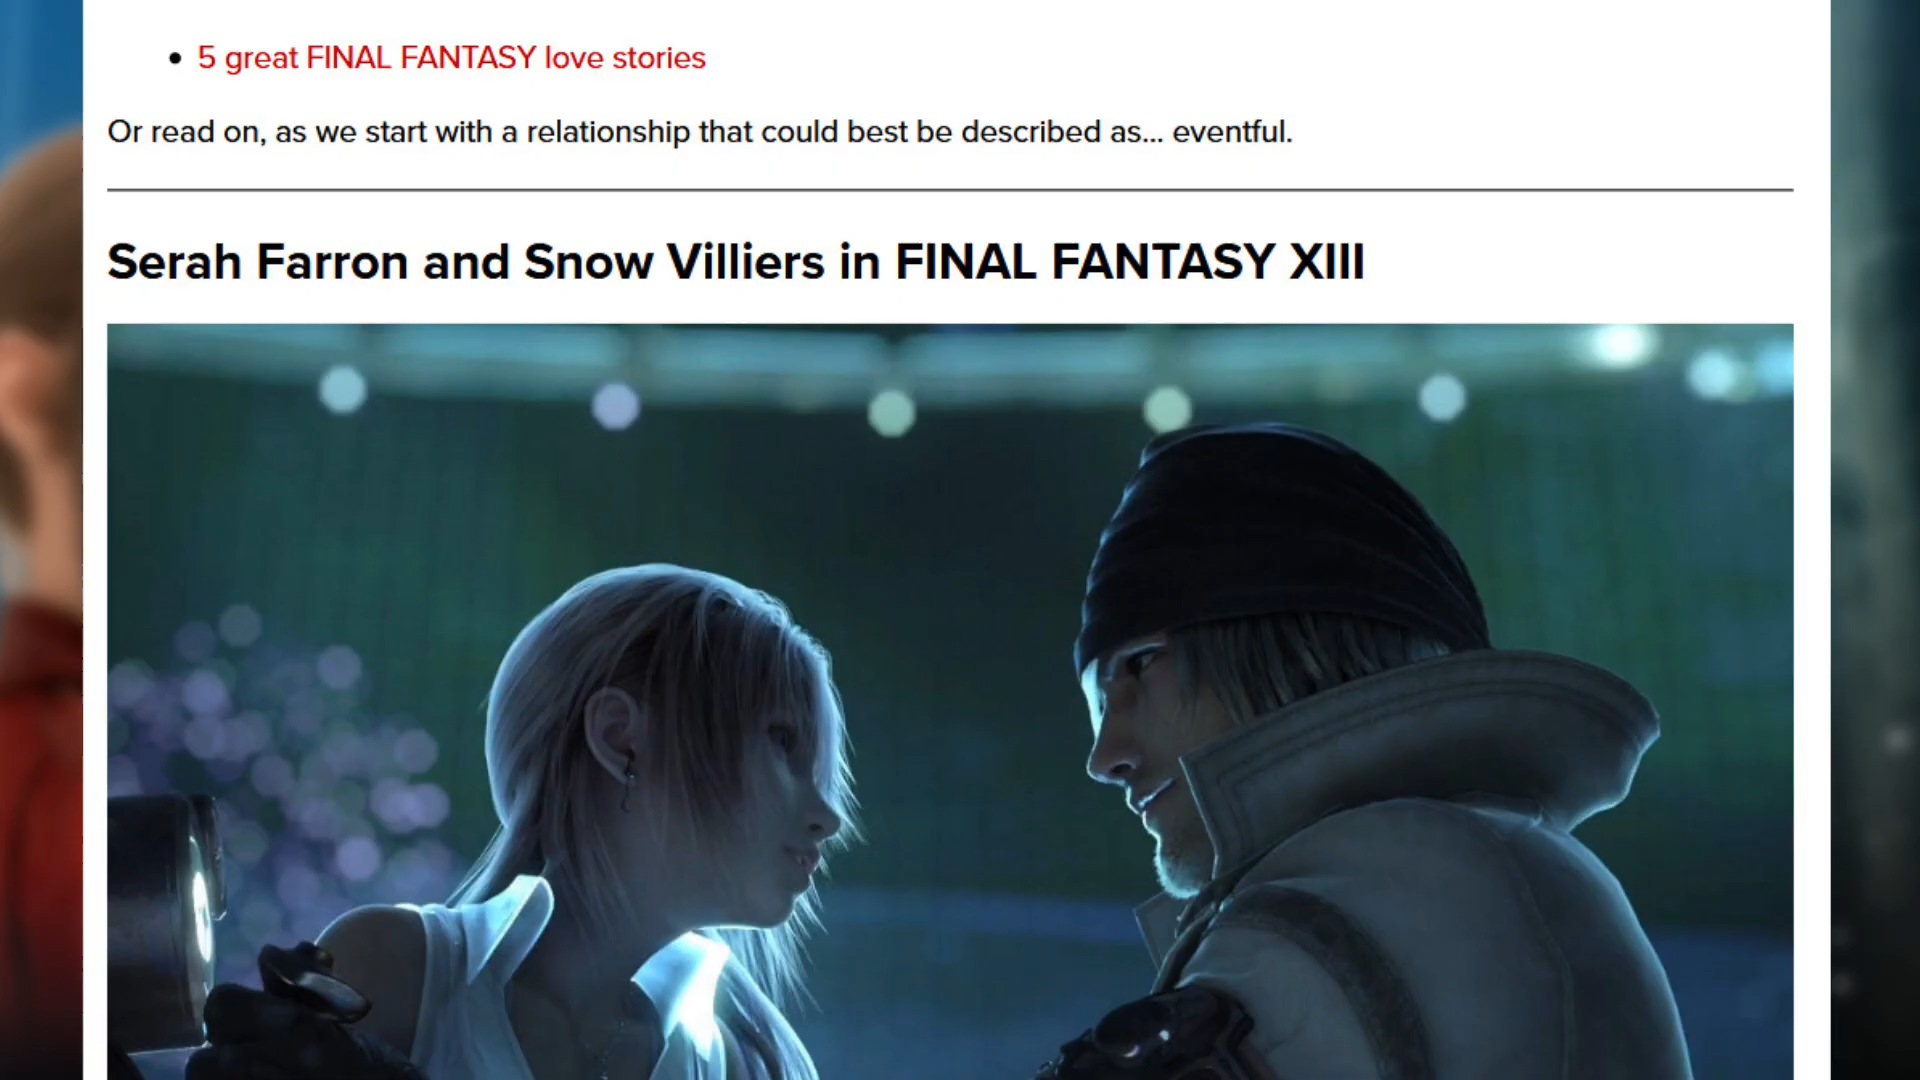 5 great FINAL FANTASY love stories
Or read on, as we start with a relationship that could best be described as... eventful.
Serah Farron and Snow Villiers in FINAL FANTASY XIII